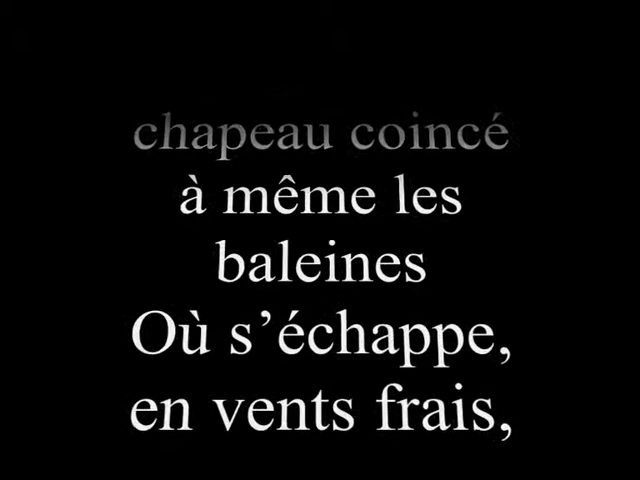 chapeau coincé
à même les
baleines
Où s’échappe,
en vents frais,